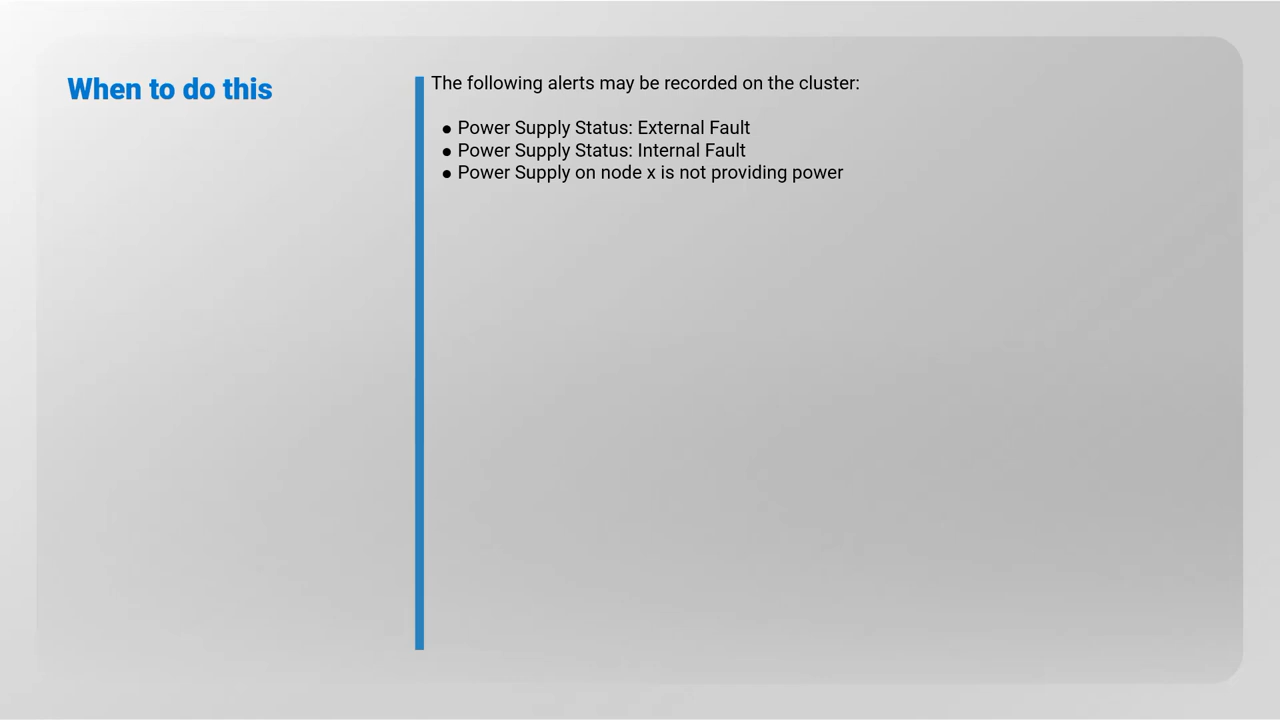 When to do this
The following alerts may be recorded on the cluster:
● Power Supply Status: External Fault
● Power Supply Status: Internal Fault
● Power Supply on node x is not providing power